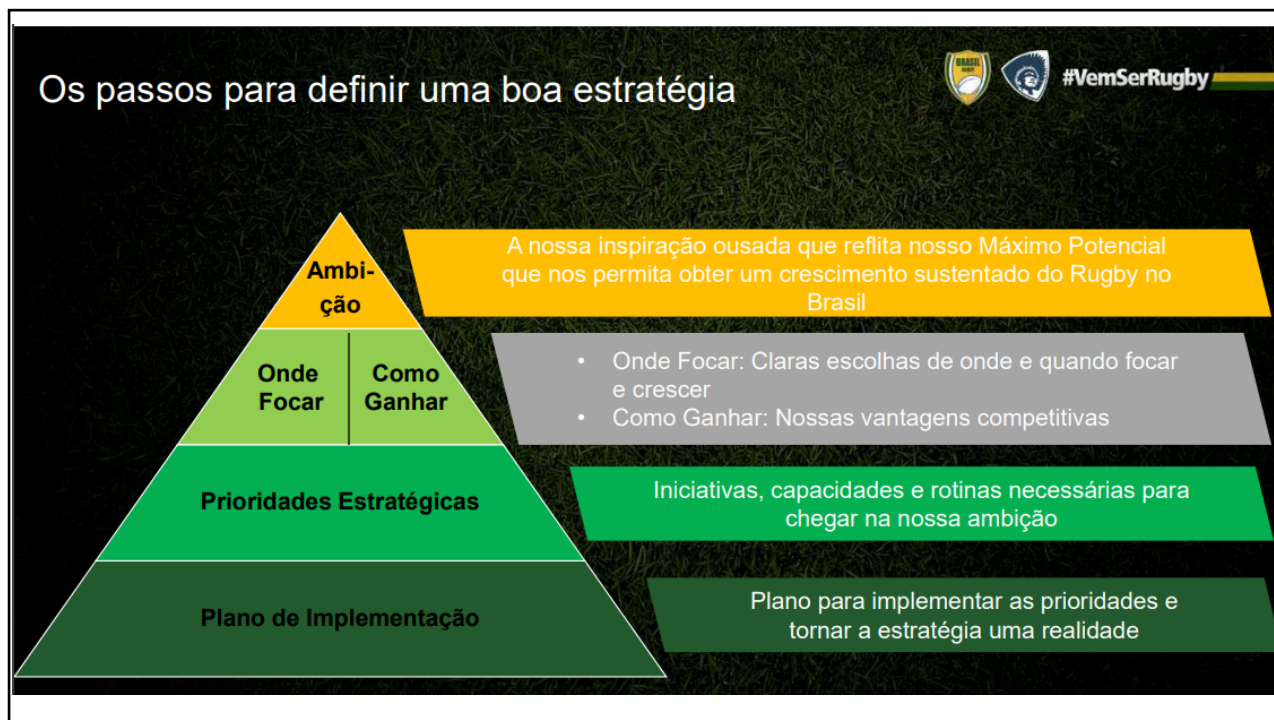 Os passos para definir uma boa estratégia
BRASIL
RUGBY
#VemSerRugby
Ambi-
ção
A nossa inspiração ousada que reflita nosso Máximo Potencial
que nos permita obter um crescimento sustentado do Rugby no
Brasil
Onde
Focar
Como
Ganhar
• Onde Focar: Claras escolhas de onde e quando focar
e crescer
• Como Ganhar: Nossas vantagens competitivas
Prioridades Estratégicas
Iniciativas, capacidades e rotinas necessárias para
chegar na nossa ambição
Plano de Implementação
Plano para implementar as prioridades e
tornar a estratégia uma realidade